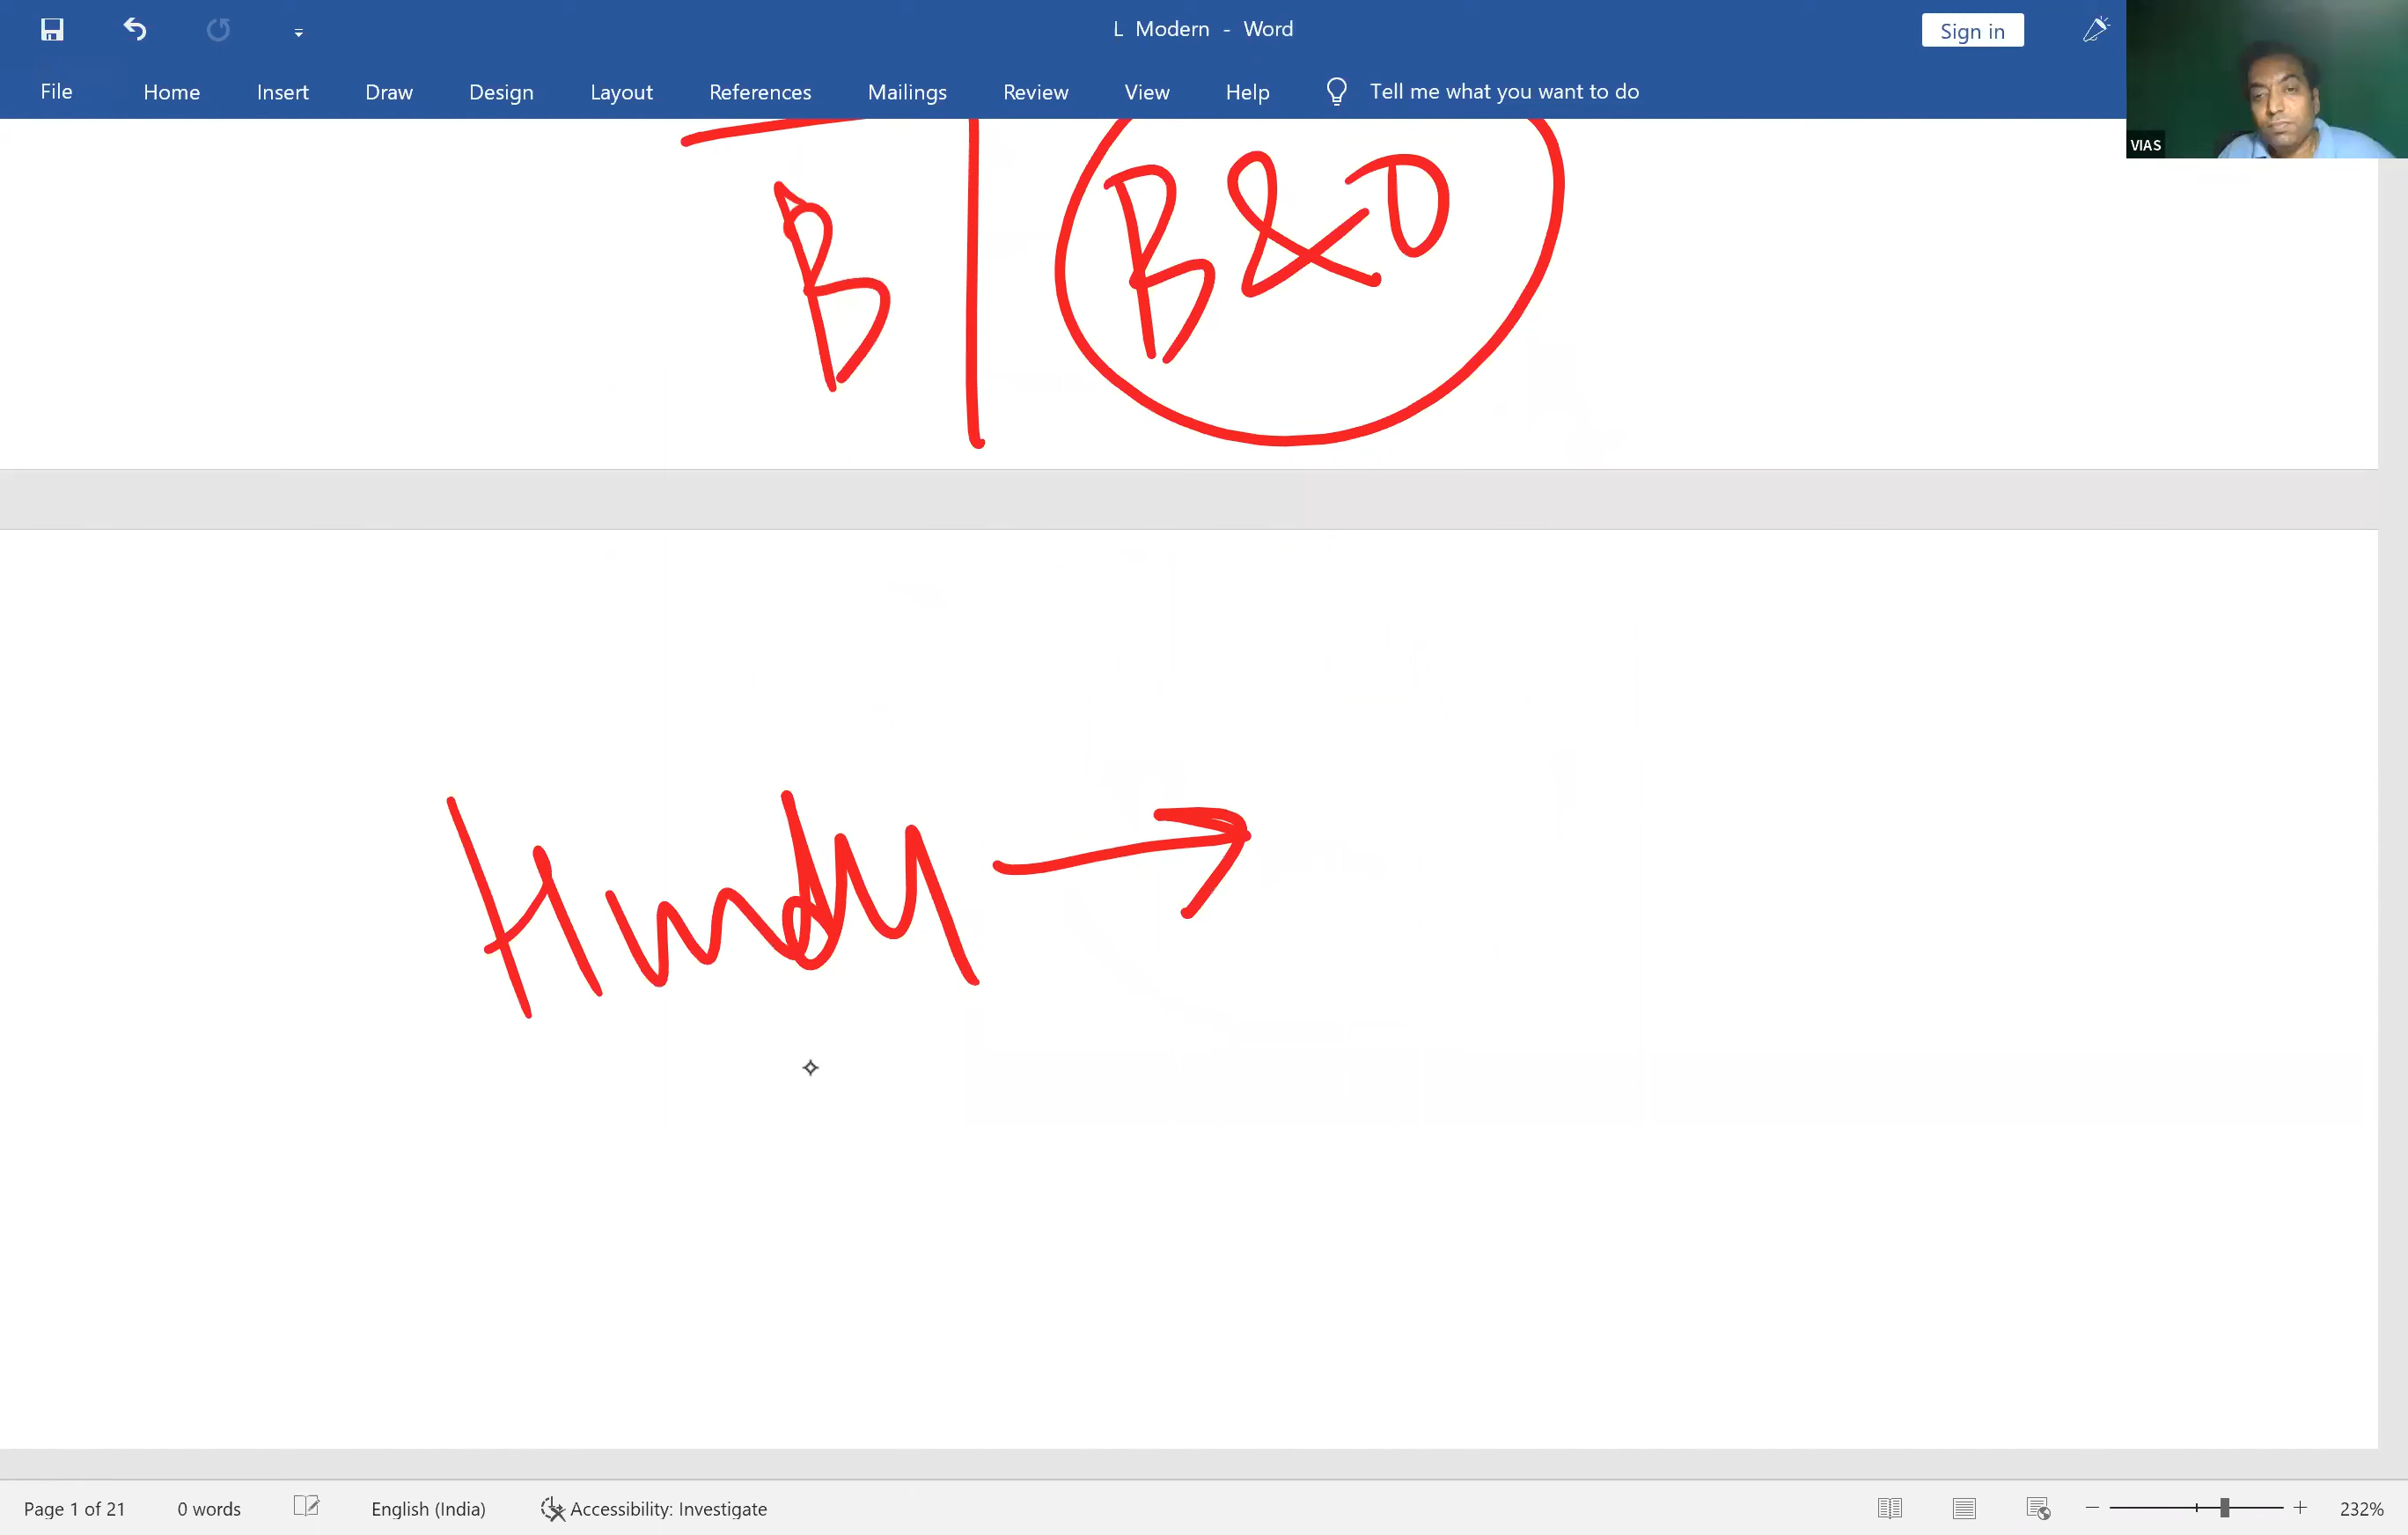 L Modern - Word
Sign in
File Home Insert Draw Design Layout References Mailings Review View Help Tell me what you want to do
VIAS
B B&O
Page 1 of 21 0 words English (India) Accessibility: Investigate 232%